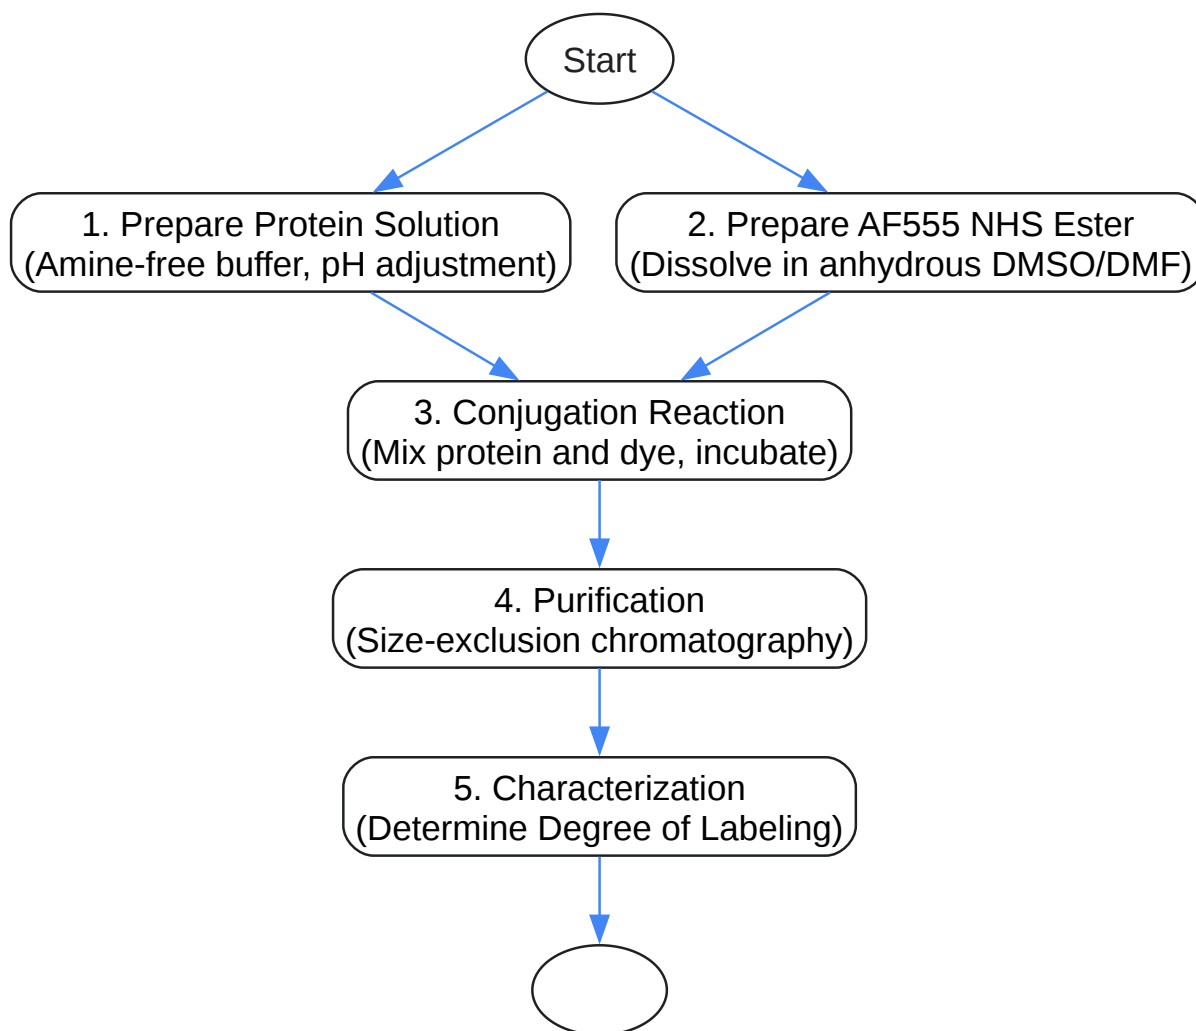 Start
1. Prepare Protein Solution
(Amine-free buffer, pH adjustment)
2. Prepare AF555 NHS Ester
(Dissolve in anhydrous DMSO/DMF)
3. Conjugation Reaction
(Mix protein and dye, incubate)
4. Purification
(Size-exclusion chromatography)
5. Characterization
(Determine Degree of Labeling)